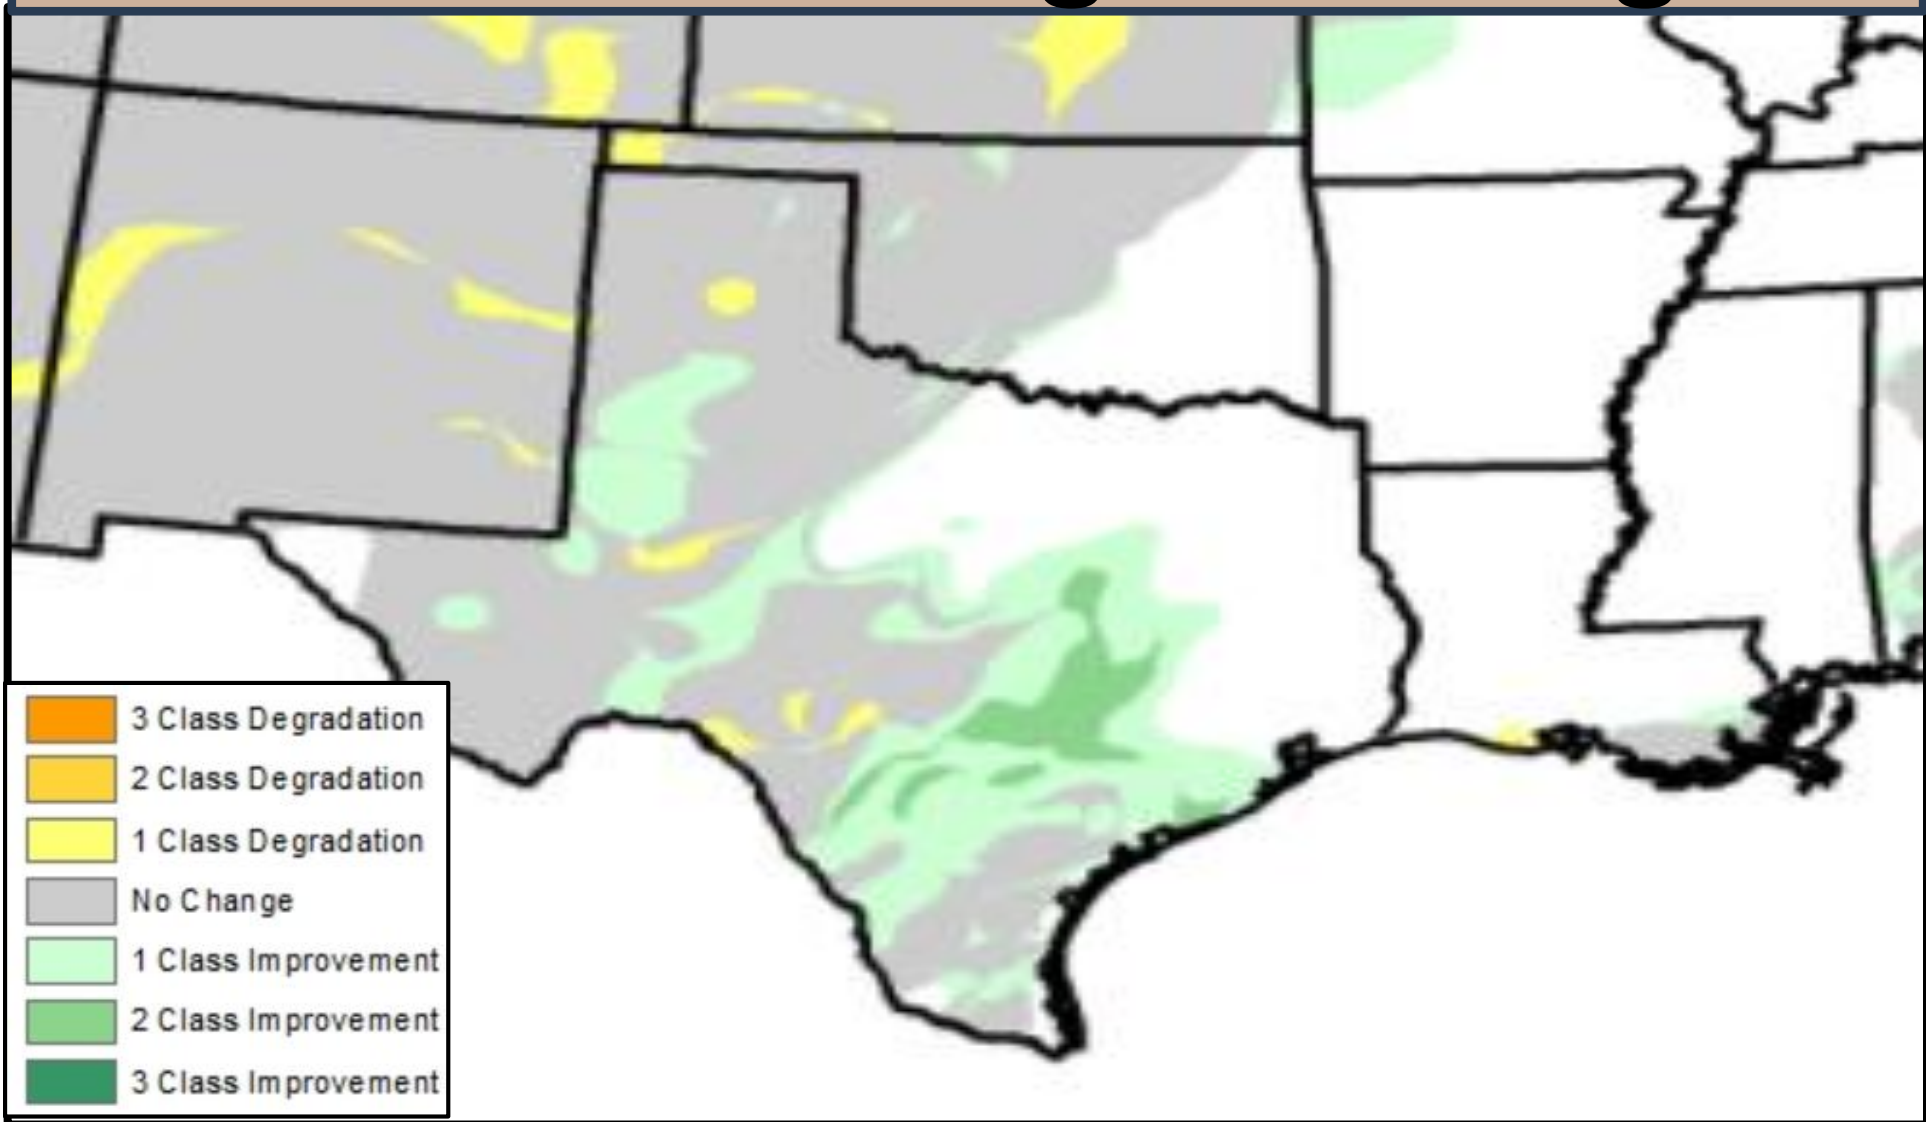 3 Class Degradation
2 Class Degradation
1 Class Degradation
No Change
1 Class Improvement
2 Class Improvement
3 Class Improvement